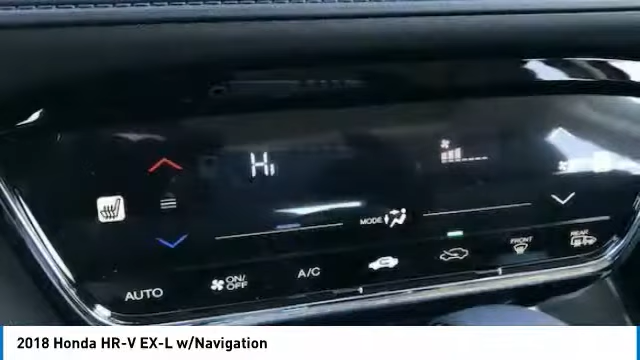 Hi
MODE
AUTO
ON/
OFF
A/C
FRONT
REAR
2018 Honda HR-V EX-L w/Navigation